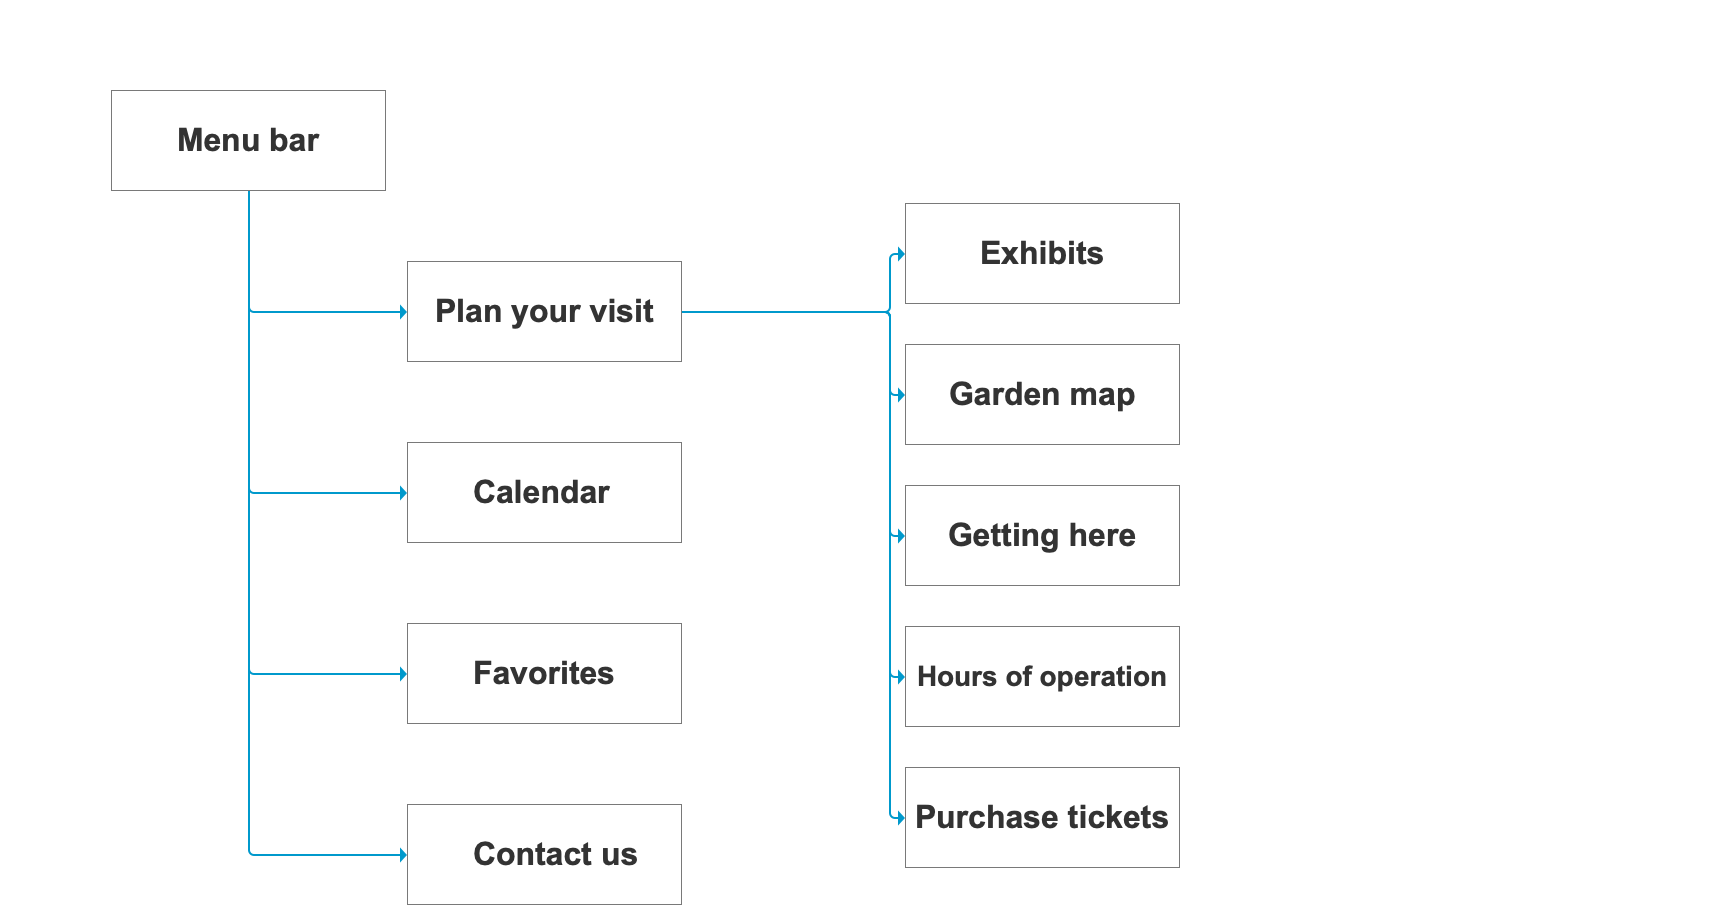 Menu bar
Plan your visit
Calendar
Favorites
Contact us
Exhibits
Garden map
Getting here
Hours of operation
Purchase tickets